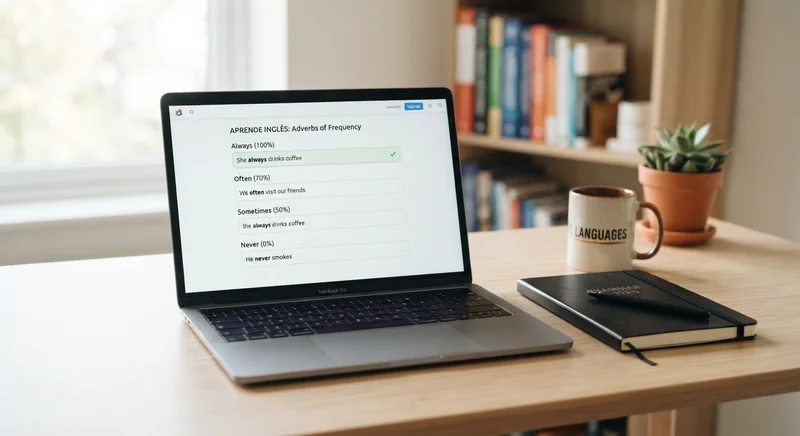 APRENDE INGLÊS: Adverbs of Frequency
Always (100%)
She always drinks coffee
Often (70%)
We often visit our friends
Sometimes (50%)
She always drinks coffee
Never (0%)
He never smokes
MacBook Pro
LANGUAGES